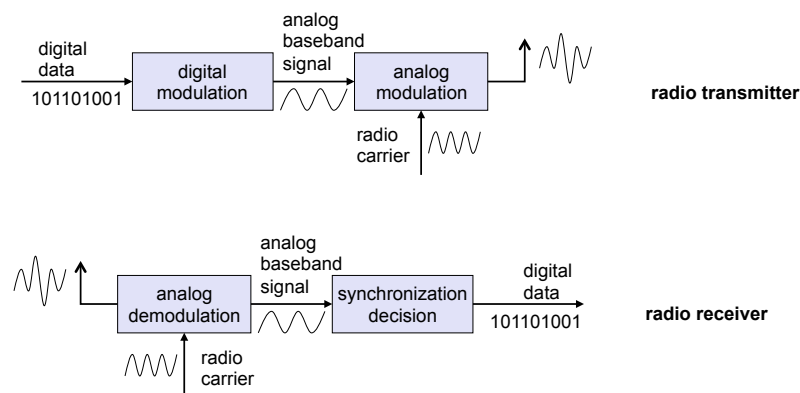 analog
baseband
signal
digital
data
101101001
digital
modulation
analog
modulation
radio
carrier
radio transmitter
analog
baseband
signal
analog
demodulation
synchronization
decision
digital
data
101101001
radio
carrier
radio receiver